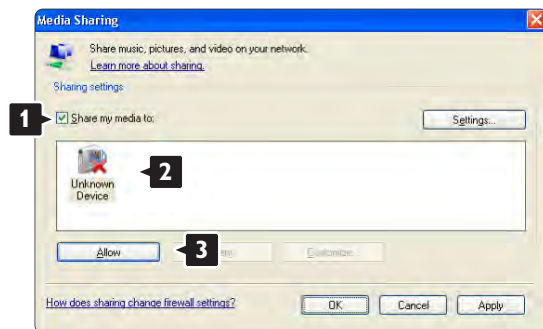 Media Sharing
Share music, pictures, and video on your network.
Learn more about sharing.
Sharing settings
1
Share my media to:
Settings...
2
Unknown
Device
Allow
3
Customize...
How does sharing change firewall settings?
OK
Cancel
Apply